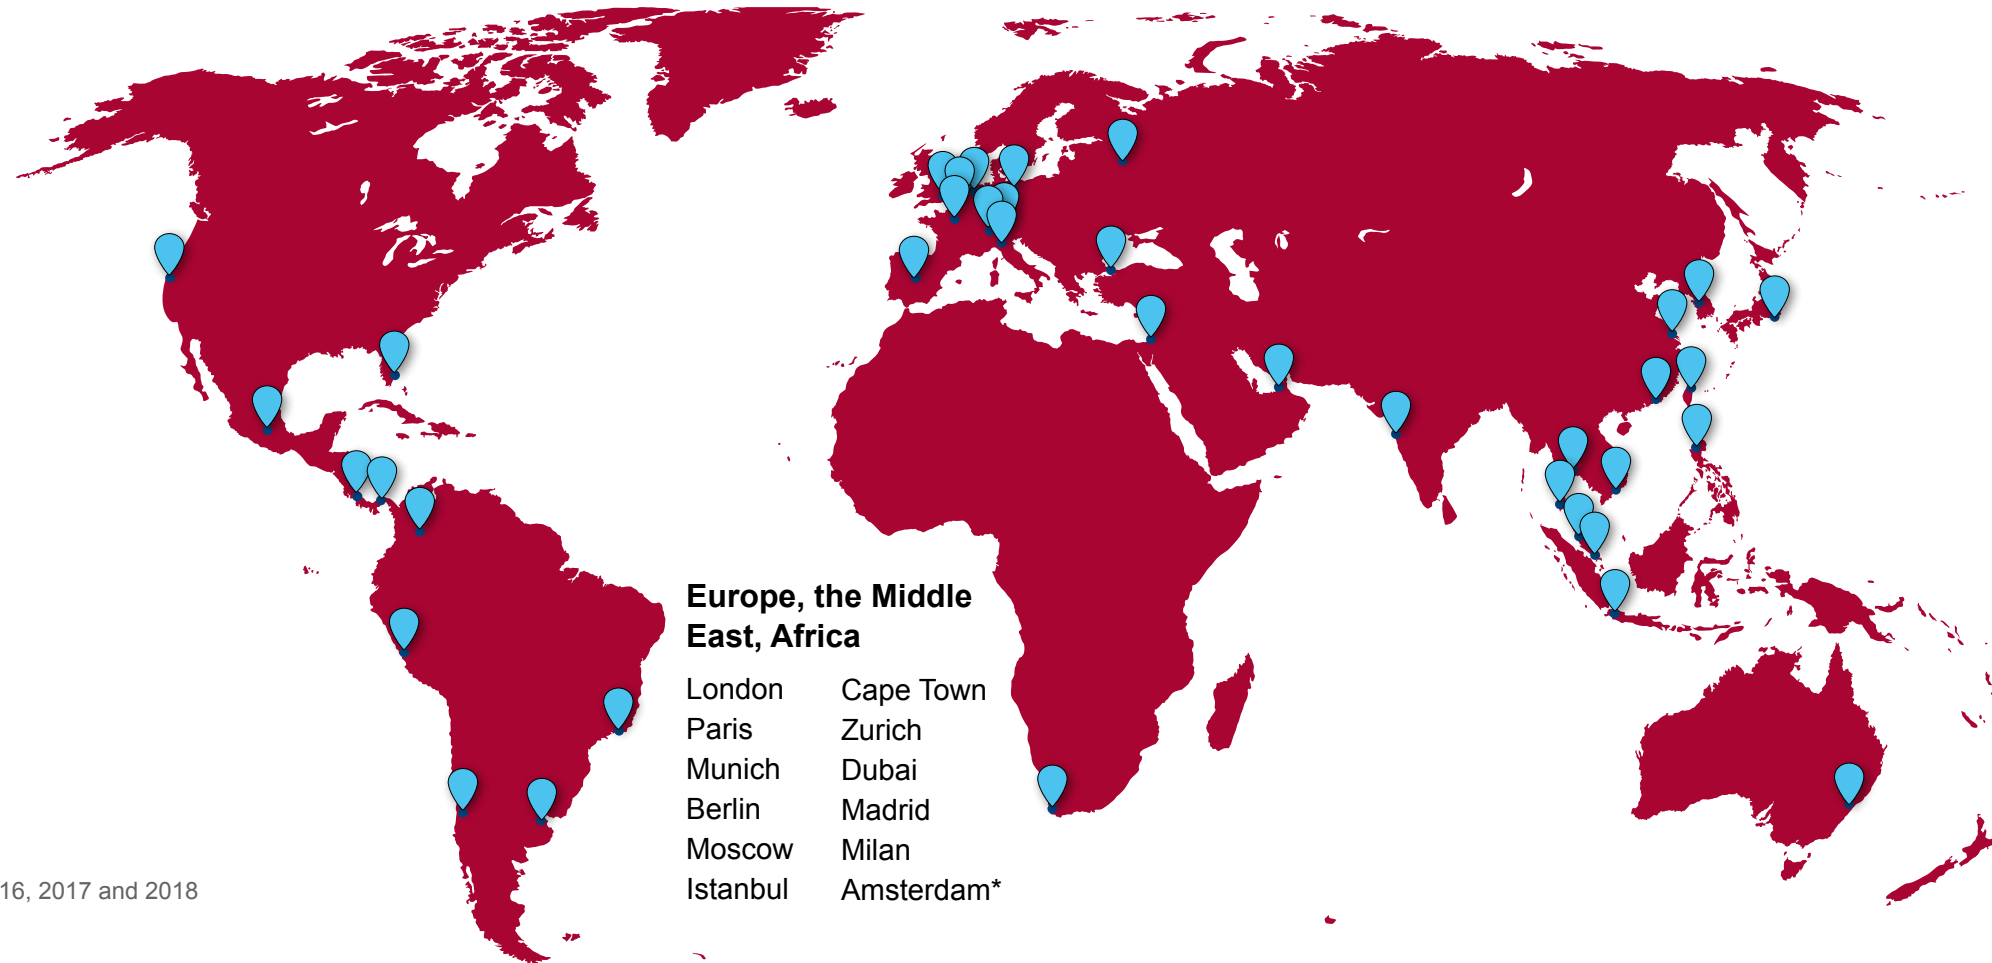 Europe, the Middle
East, Africa
London
Paris
Munich
Berlin
Moscow
Istanbul
Cape Town
Zurich
Dubai
Madrid
Milan
Amsterdam*
16, 2017 and 2018